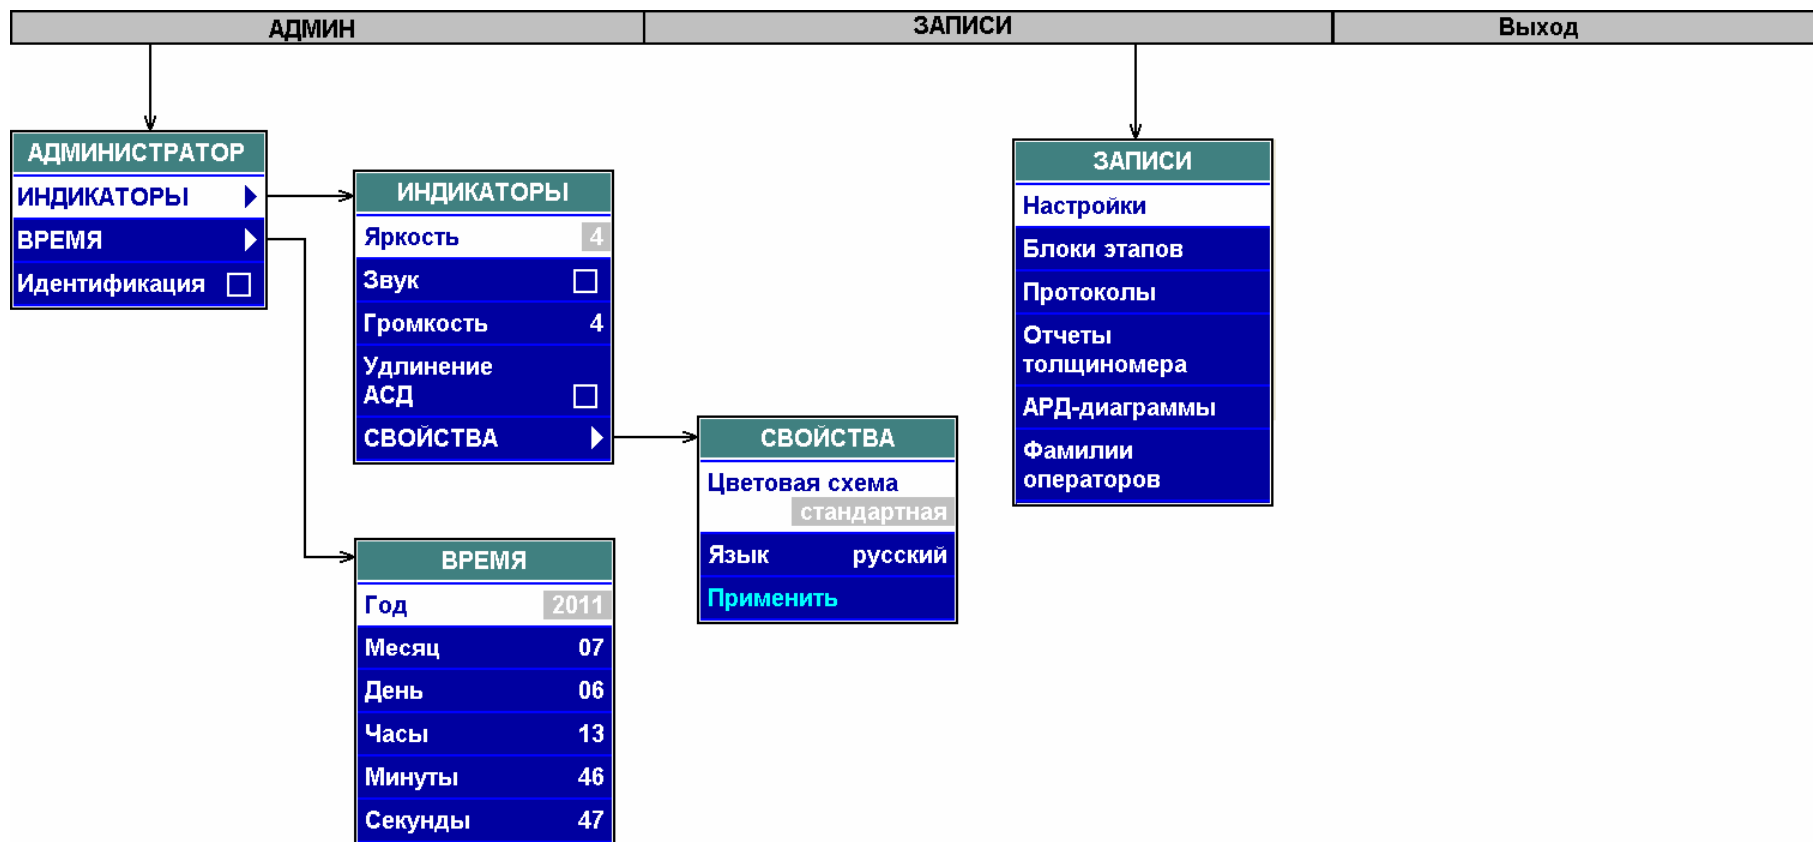 АДМИН
ЗАПИСИ
Выход
АДМИНИСТРАТОР
ИНДИКАТОРЫ
ВРЕМЯ
Идентификация
ИНДИКАТОРЫ
Яркость 4
Звук
Громкость 4
Удлинение
АСД
СВОЙСТВА
ВРЕМЯ
Год 2011
Месяц 07
День 06
Часы 13
Минуты 46
Секунды 47
СВОЙСТВА
Цветовая схема
стандартная
Язык русский
Применить
ЗАПИСИ
Настройки
Блоки этапов
Протоколы
Отчеты
толщиномера
АРД-диаграммы
Фамилии
операторов